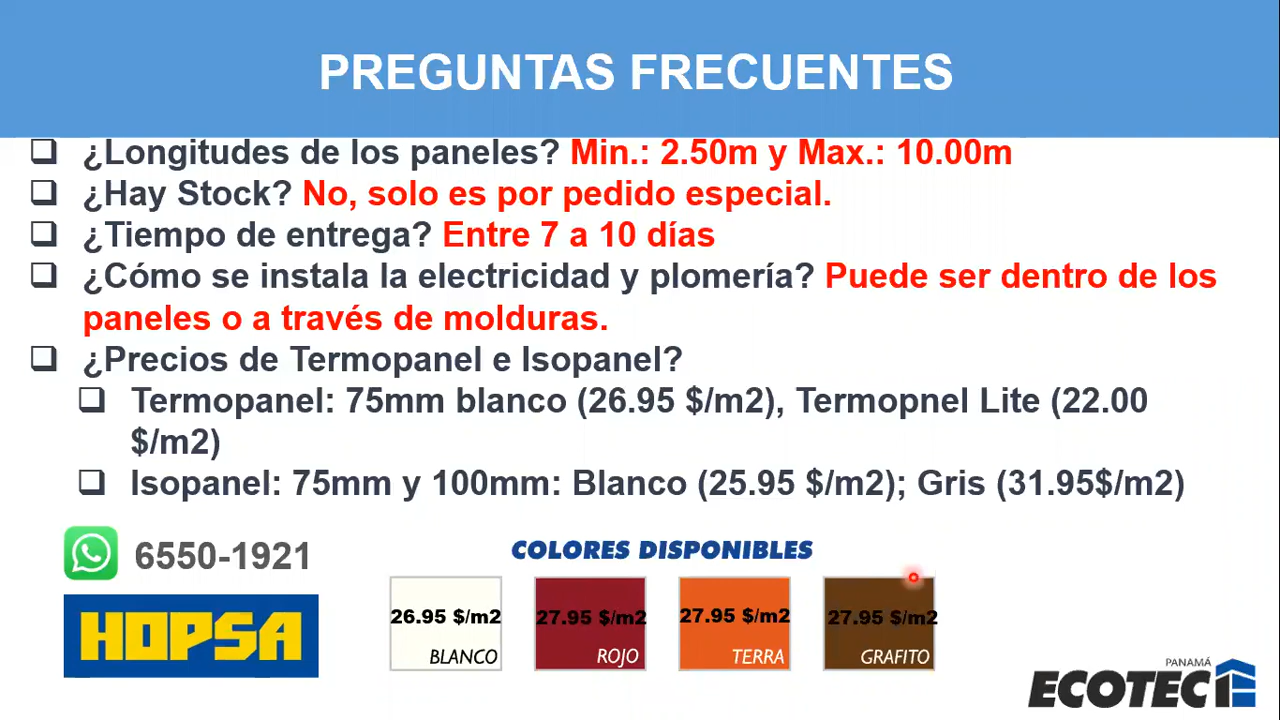 PREGUNTAS FRECUENTES
❑ ¿Longitudes de los paneles? Min.: 2.50m y Max.: 10.00m
❑ ¿Hay Stock? No, solo es por pedido especial.
❑ ¿Tiempo de entrega? Entre 7 a 10 días
❑ ¿Cómo se instala la electricidad y plomería? Puede ser dentro de los
paneles o a través de molduras.
❑ ¿Precios de Termopanel e Isopanel?
❑ Termopanel: 75mm blanco (26.95 $/m2), Termopnel Lite (22.00
$/m2)
❑ Isopanel: 75mm y 100mm: Blanco (25.95 $/m2); Gris (31.95$/m2)
6550-1921
HOPSA
COLORES DISPONIBLES
26.95 $/m2 27.95 $/m2 27.95 $/m2 27.95 $/m2
BLANCO ROJO TERRA GRAFITO
PANAMÁ
ECOTEC